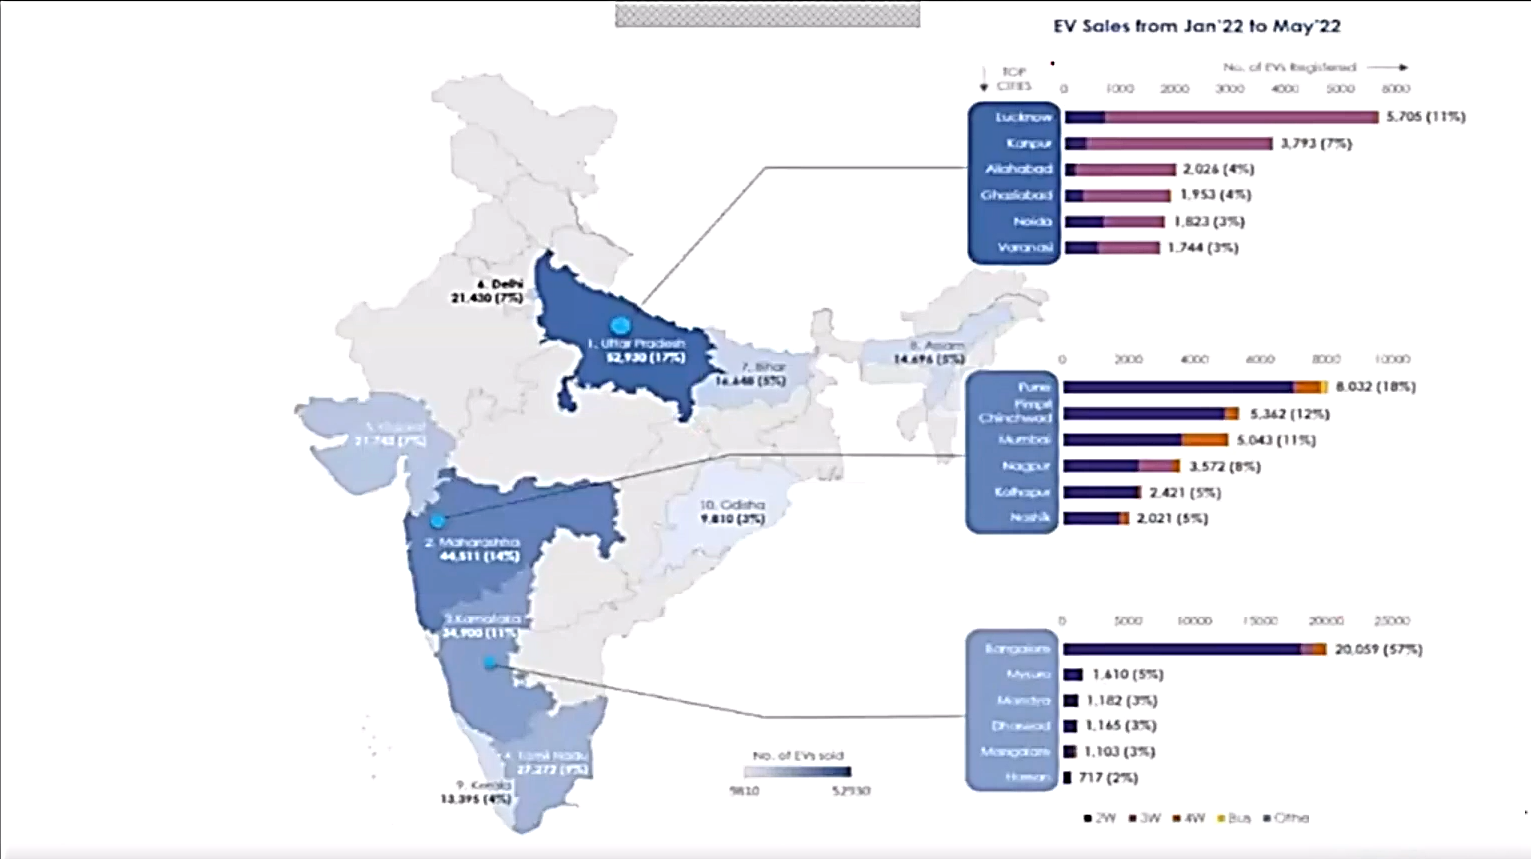 EV Sales from Jan'22 to May'22
TOP
CITIES
No. of EVs Registered
0 1000 2000 3000 4000 5000 6000
Lucknow 5,705 (11%)
Kanpur 3,793 (7%)
Allahabad 2,026 (4%)
Ghaziabad 1,953 (4%)
Noida 1,823 (3%)
Varanasi 1,744 (3%)
6. Delhi
21,430 (7%)
1. Uttar Pradesh
52,930 (17%)
7. Bihar
16,648 (5%)
8. Assam
14,696 (5%)
5. Gujarat
21,743 (7%)
0 2000 4000 6000 8000 10000
Pune 8,032 (18%)
Pimpri
Chinchwad 5,362 (12%)
Mumbai 5,043 (11%)
Nagpur 3,572 (8%)
Kolhapur 2,421 (5%)
Nashik 2,021 (5%)
10. Odisha
9,810 (3%)
2. Maharashtra
44,511 (14%)
3.Karnataka
34,900 (11%)
0 5000 10000 15000 20000 25000
Bangalore 20,059 (57%)
Mysuru 1,610 (5%)
Mandya 1,182 (3%)
Dharwad 1,165 (3%)
Mangalore 1,103 (3%)
Hassan 717 (2%)
4. Tamil Nadu
27,272 (9%)
9. Kerala
13,395 (4%)
No. of EVs sold
9810 52930
2W 3W 4W Bus Othe